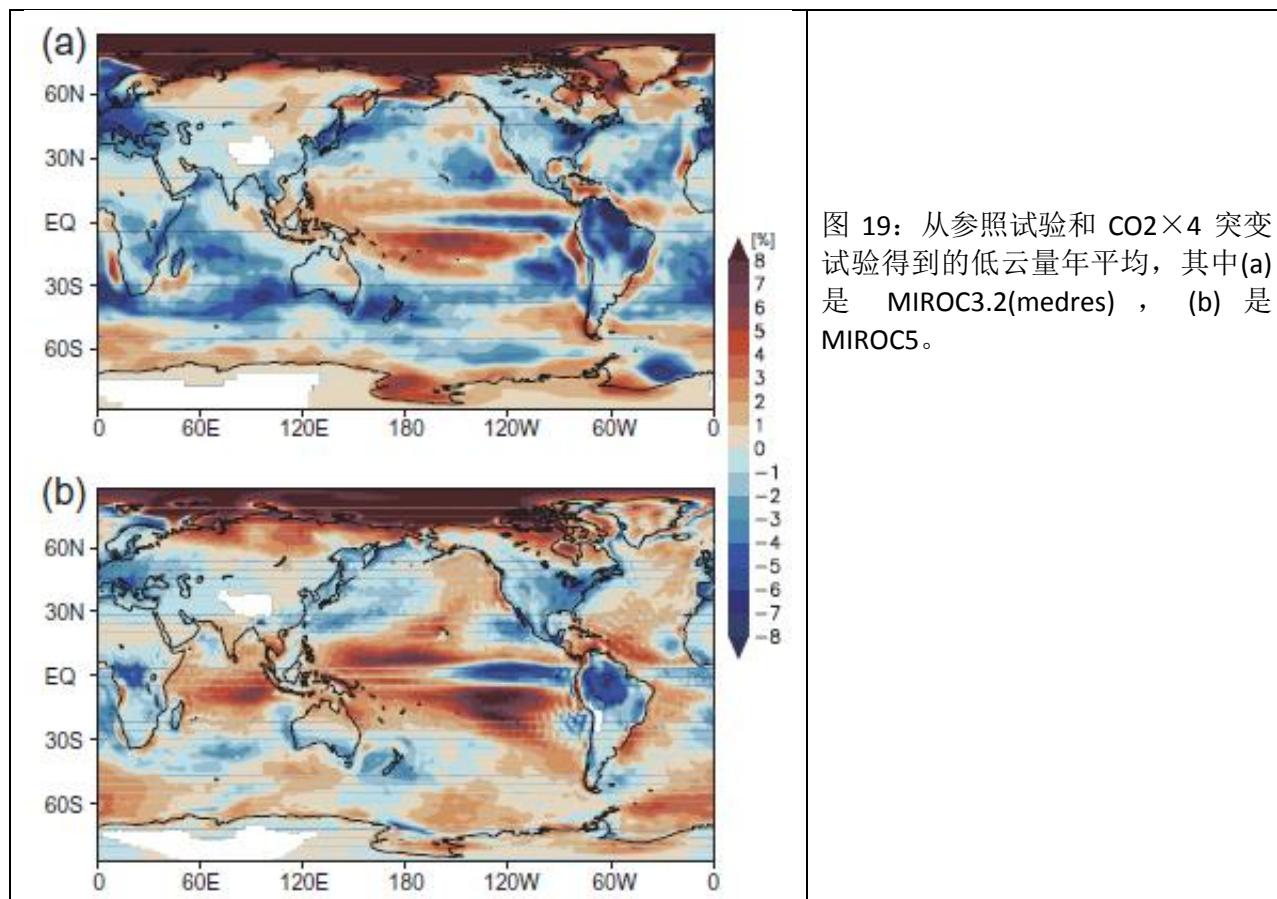 (a)
60N
30N
EQ
30S
60S
0 60E 120E 180 120W 60W 0
[%]
8
7
6
5
4
3
2
1
0
-1
-2
-3
-4
-5
-6
-7
-8
(b)
60N
30N
EQ
30S
60S
0 60E 120E 180 120W 60W 0
图 19：从参照试验和 CO2×4 突变
试验得到的低云量年平均，其中(a)
是 MIROC3.2(medres) ， (b) 是
MIROC5。